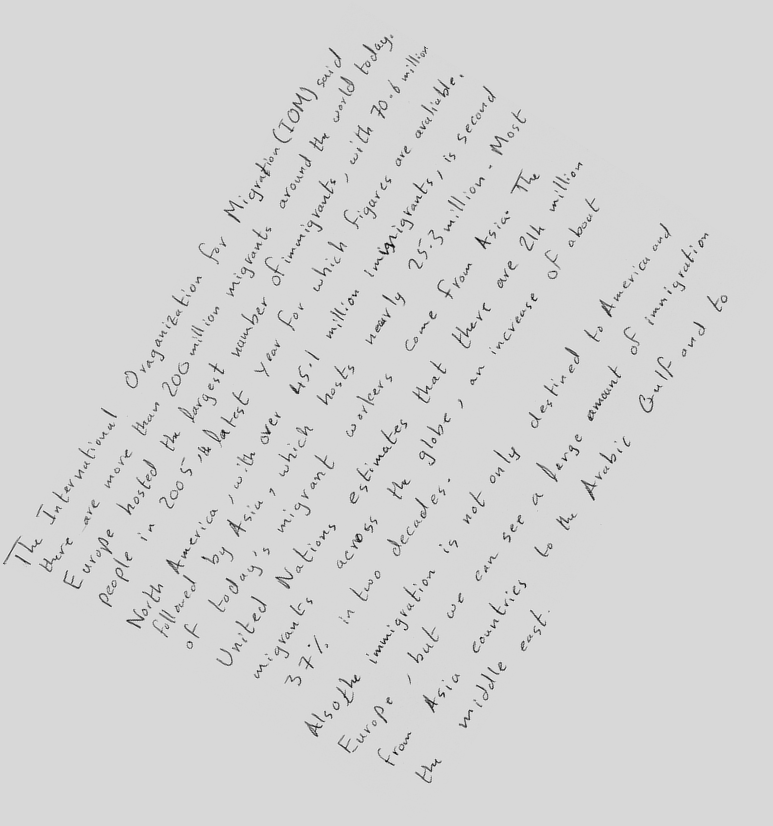 The International Oraganization for Migration (IOM) said
there are more than 200 million migrants around the world today.
Europe hosted the largest number of immigrants, with 70.6 million
people in 2005, the latest year for which figures are avaliable.
North America, with over 45.1 million immigrants, is second
followed by Asia, which hosts nearly 25.3 million. Most
of today's migrant workers come from Asia. The
United Nations estimates that there are 214 million
migrants across the globe, an increase of about
37% in two decades.
Also the immigration is not only destined to America and
Europe, but we can see a large amount of immigration
from Asia countries to the Arabic Gulf and to
the middle east.